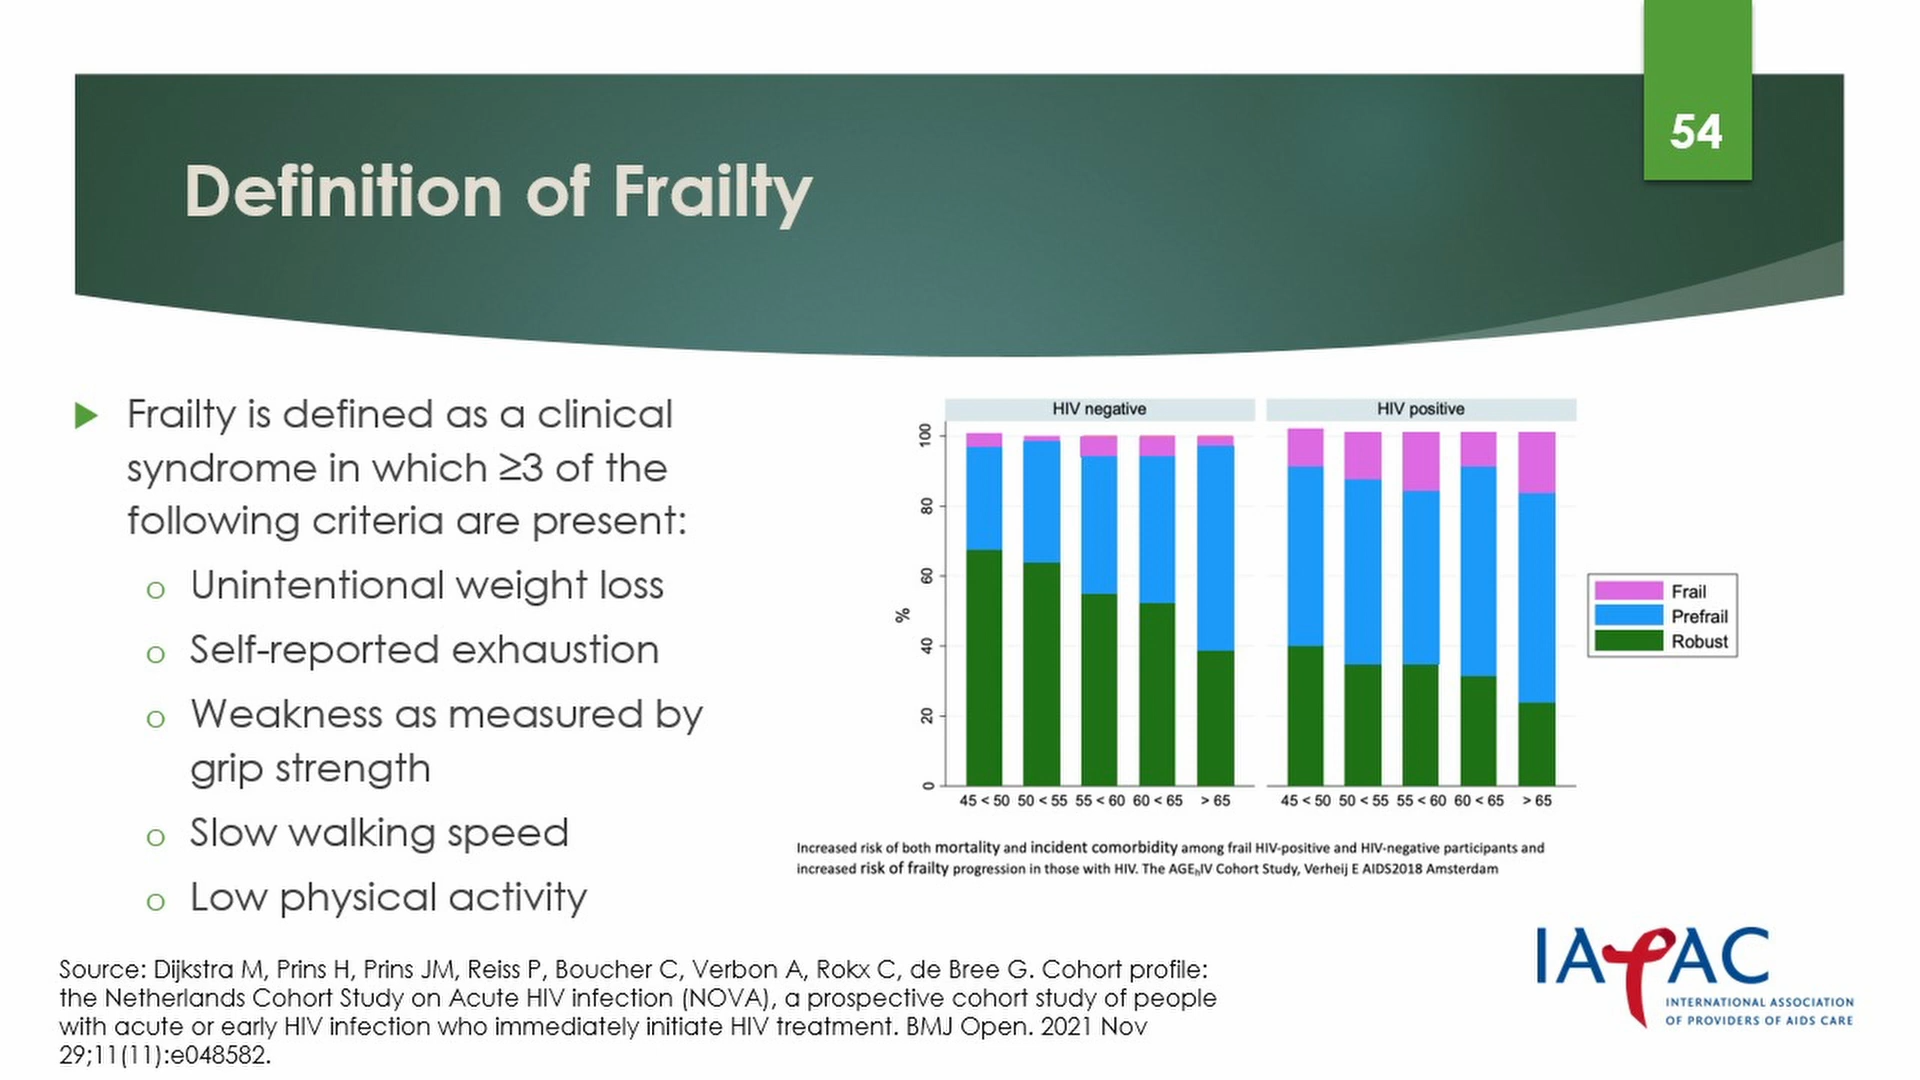 54
Definition of Frailty
Frailty is defined as a clinical
syndrome in which ≥3 of the
following criteria are present:
o Unintentional weight loss
o Self-reported exhaustion
o Weakness as measured by
grip strength
o Slow walking speed
o Low physical activity
HIV negative
HIV positive
100
80
60
40
20
0
%
45 < 50 50 < 55 55 < 60 60 < 65 > 65
45 < 50 50 < 55 55 < 60 60 < 65 > 65
Frail
Prefrail
Robust
Increased risk of both mortality and incident comorbidity among frail HIV-positive and HIV-negative participants and
increased risk of frailty progression in those with HIV. The AGEhIV Cohort Study, Verheij E AIDS2018 Amsterdam
Source: Dijkstra M, Prins H, Prins JM, Reiss P, Boucher C, Verbon A, Rokx C, de Bree G. Cohort profile:
the Netherlands Cohort Study on Acute HIV infection (NOVA), a prospective cohort study of people
with acute or early HIV infection who immediately initiate HIV treatment. BMJ Open. 2021 Nov
29;11(11):e048582.
IAPAC
INTERNATIONAL ASSOCIATION
OF PROVIDERS OF AIDS CARE